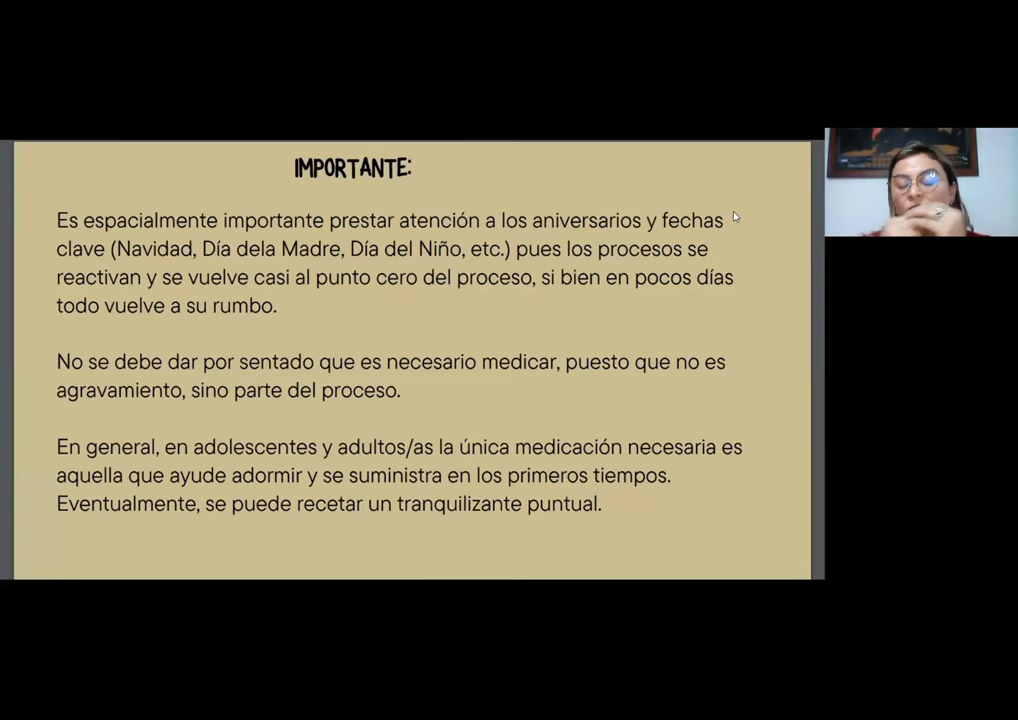 IMPORTANTE:
Es espacialmente importante prestar atención a los aniversarios y fechas
clave (Navidad, Día dela Madre, Día del Niño, etc.) pues los procesos se
reactivan y se vuelve casi al punto cero del proceso, si bien en pocos días
todo vuelve a su rumbo.
No se debe dar por sentado que es necesario medicar, puesto que no es
agravamiento, sino parte del proceso.
En general, en adolescentes y adultos/as la única medicación necesaria es
aquella que ayude adormir y se suministra en los primeros tiempos.
Eventualmente, se puede recetar un tranquilizante puntual.